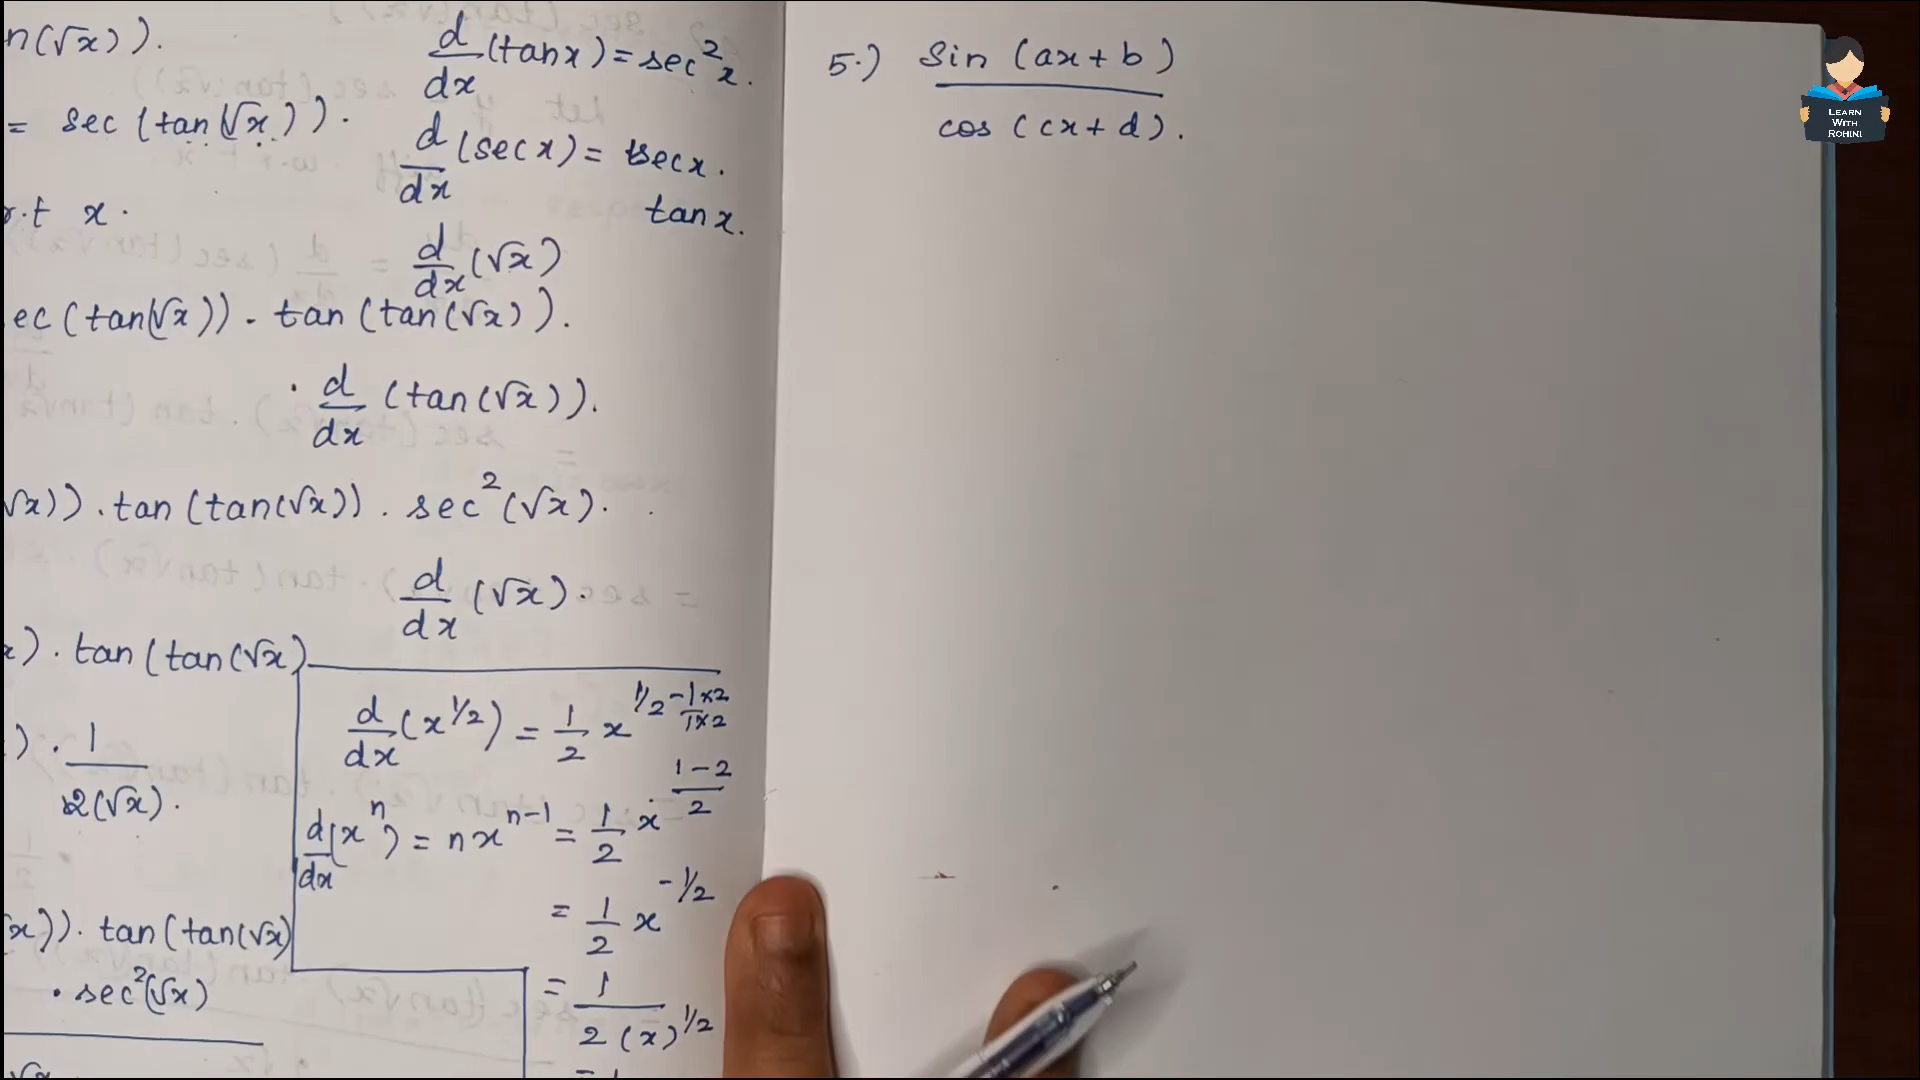 n(√x)).
= sec (tan(√x)).
r.t x.
ec (tan(√x)) . tan (tan(√x)).
. d/dx (tan(√x)).
√x)) . tan (tan(√x)) . sec²(√x).
d/dx (√x).
x) . tan (tan(√x)
) . 1/2(√x).
x)). tan (tan(√x)
. sec²(√x)
√x
d/dx (tan x) = sec² x.
d/dx (sec x) = sec x.
tan x.
d/dx (√x)
d/dx (x^1/2) = 1/2 x^1/2 - 1×2/1×2
d/dx (x^n) = n x^n-1 = 1/2 x^1-2/2
= 1/2 x^-1/2
= 1/2 (x)^1/2
= 1
5.) Sin (ax + b)
cos (cx + d).
LEARN
WITH
ROHINI